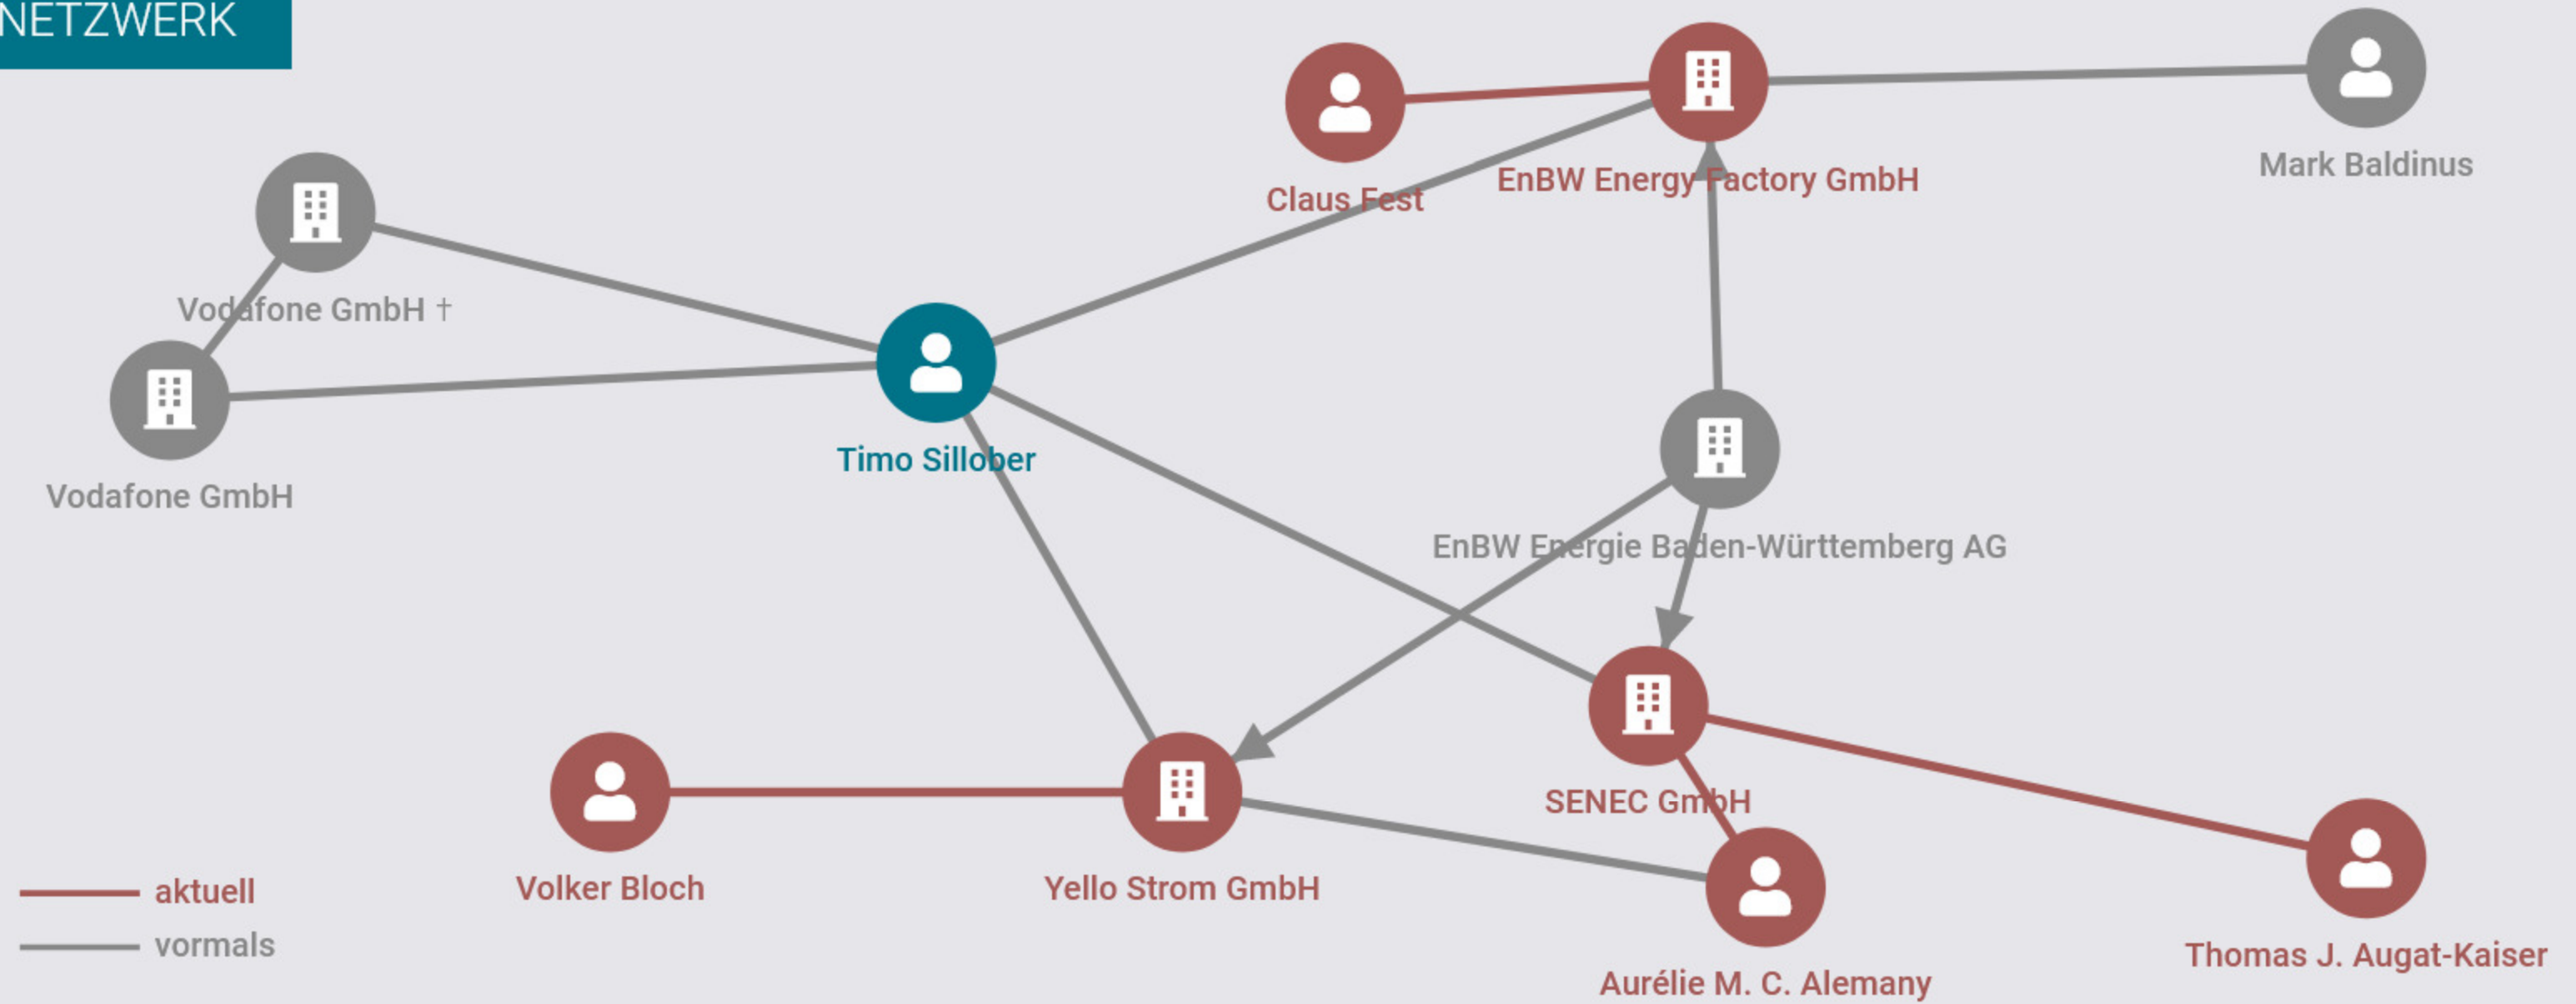 NETZWERK
Mark Baldinus
EnBW Energy Factory GmbH
Claus Fest
Vodafone GmbH †
Timo Sillober
Vodafone GmbH
EnBW Energie Baden-Württemberg AG
SENEC GmbH
Volker Bloch
Yello Strom GmbH
aktuell
vormals
Thomas J. Augat-Kaiser
Aurélie M. C. Alemany